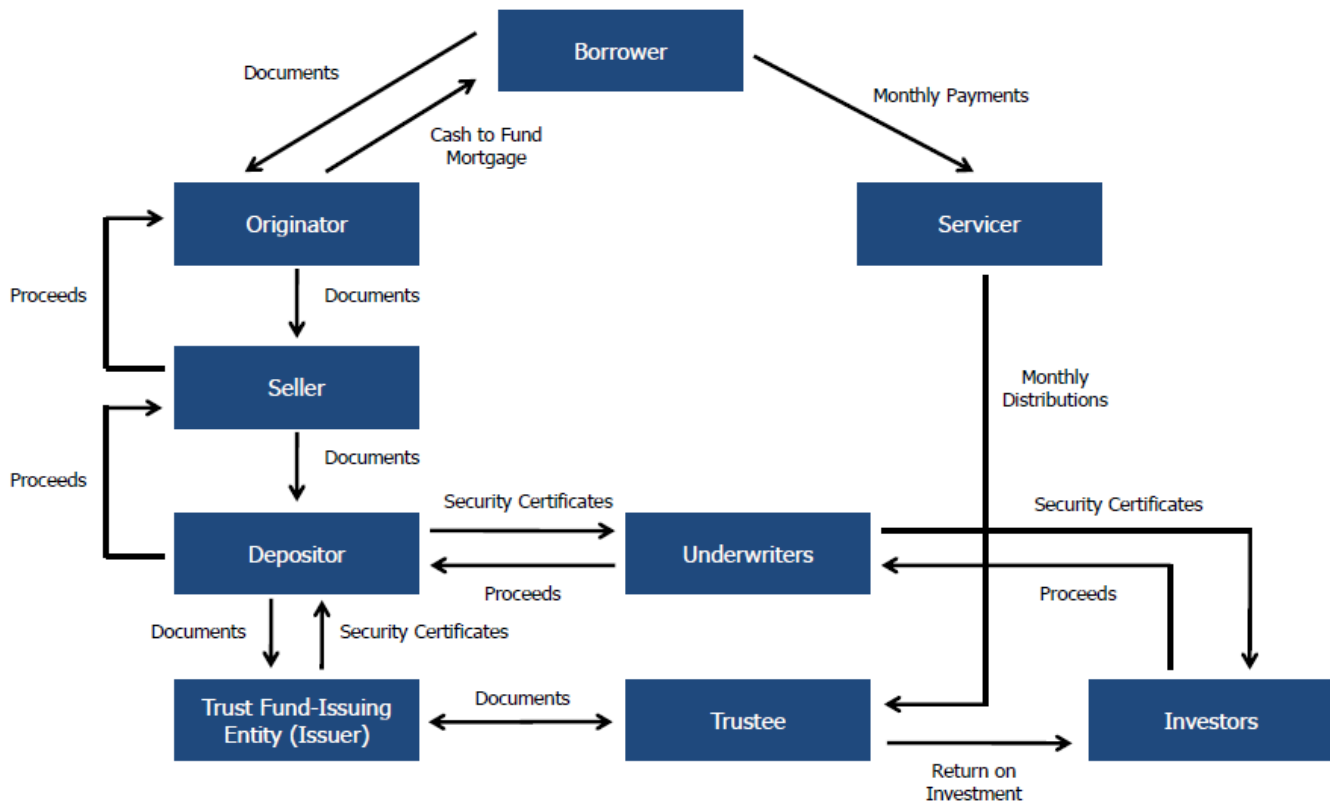 Borrower
Documents
Monthly Payments
Cash to Fund
Mortgage
Originator
Servicer
Proceeds
Documents
Seller
Monthly
Distributions
Proceeds
Documents
Security Certificates
Security Certificates
Depositor
Underwriters
Proceeds
Proceeds
Documents
Security Certificates
Trust Fund-Issuing
Entity (Issuer)
Documents
Trustee
Investors
Return on
Investment